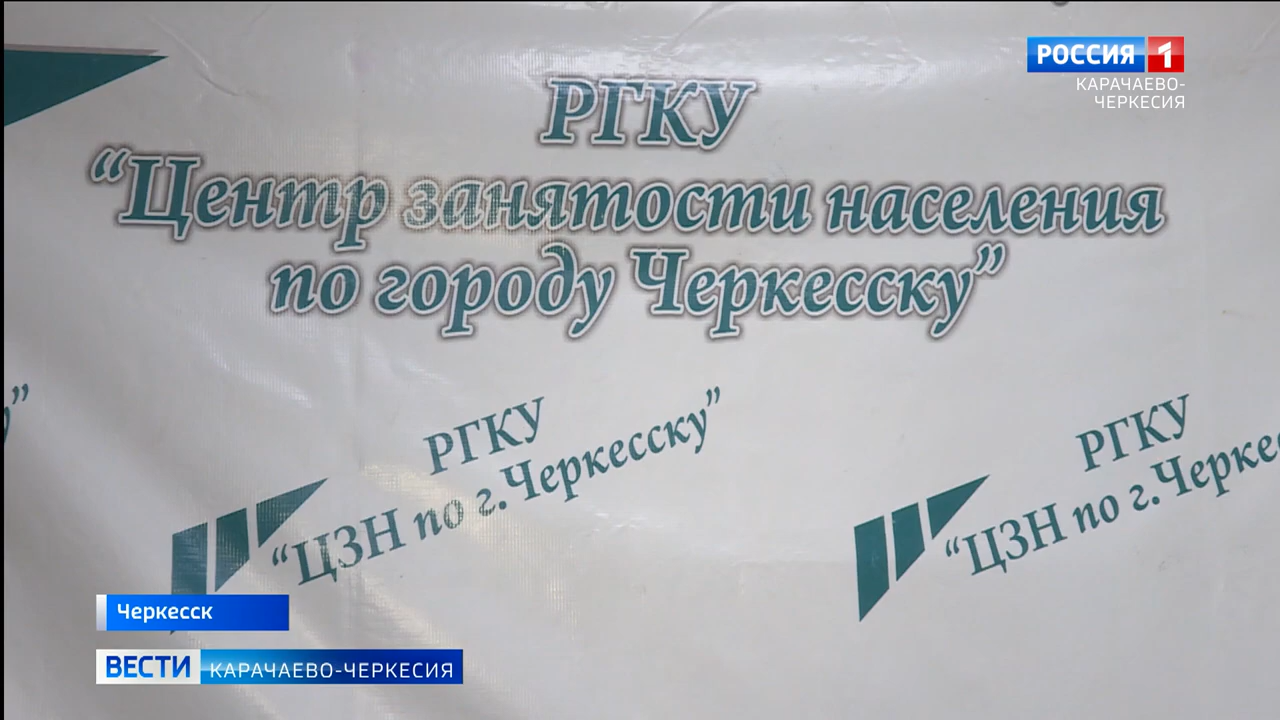 РОССИЯ 1
КАРАЧАЕВО-
ЧЕРКЕСИЯ
РГКУ
“Центр занятости населения
по городу Черкесску”
РГКУ
“ЦЗН по г.Черкесску”
РГКУ
“ЦЗН по г.Черкес
Черкесск
ВЕСТИ КАРАЧАЕВО-ЧЕРКЕСИЯ